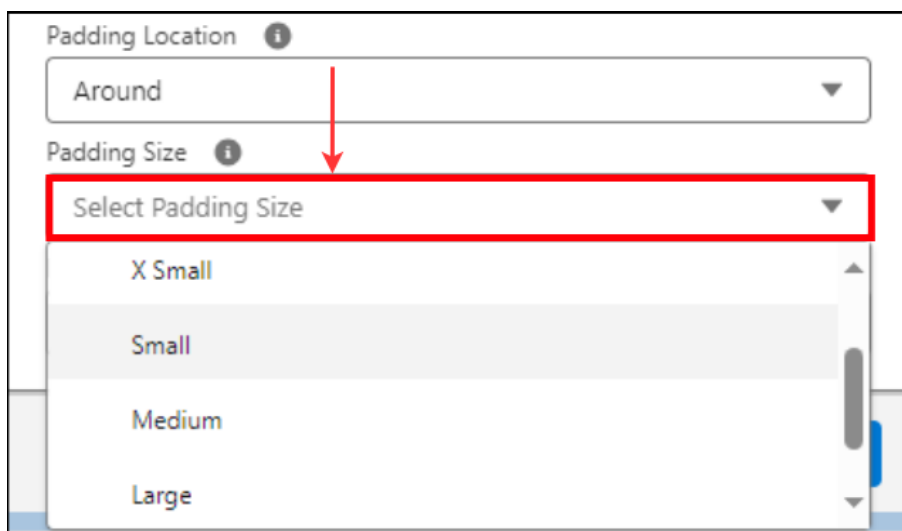 Padding Location
Around
Padding Size
Select Padding Size
X Small
Small
Medium
Large